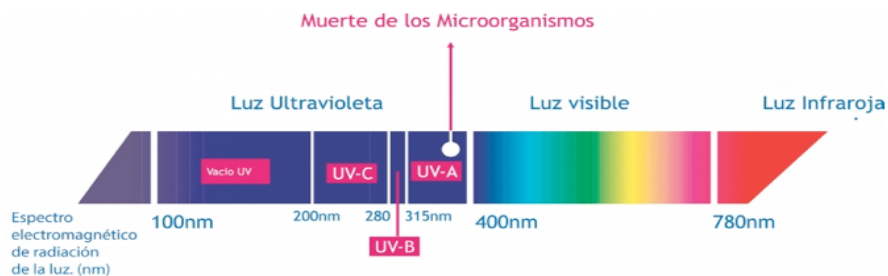 Muerte de los Microorganismos
Luz Ultravioleta
Luz visible
Luz Infraroja
Vacio UV
UV-C
UV-A
UV-B
100nm
200nm
280
315nm
400nm
780nm
Espectro
electromagnético
de radiación
de la luz. (nm)